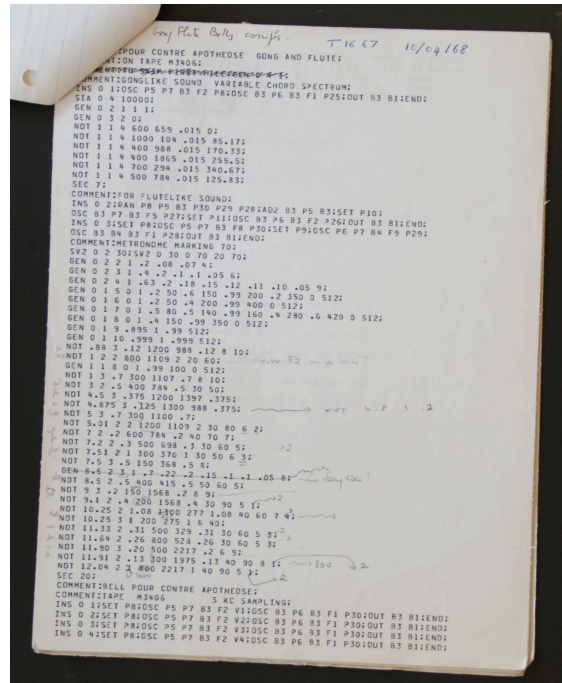 Gong Flute Bells comps. T1667 10/04/68
:POUR CONTRE APOTHEOSE GONG AND FLUTE;
ENT:ON TAPE M3406;
COMMENT:GONGLIKE SOUND VARIABLE CHORD SPECTRUM;
INS 0 1;OSC P5 P7 B3 F2 P8;OSC B3 P6 B3 F1 P25;OUT B3 B1;END;
SIA 0 4 10000;
GEN 0 2 1 1 1;
GEN 0 3 2 0;
NOT 1 1 4 600 659 .015 0;
NOT 1 1 4 1000 104 .015 85.17;
NOT 1 1 4 400 988 .015 170.33;
NOT 1 1 4 400 1865 .015 255.5;
NOT 1 1 4 700 294 .015 340.67;
NOT 1 1 4 500 784 .015 125.83;
SEC 7;
COMMENT:FOR FLUTELIKE SOUND;
INS 0 2;RAN P8 P9 B3 P30 P29 P28;AD2 B3 P5 B3;SET P10;
OSC B3 P7 B3 F5 P27;SET P11;OSC B3 P6 B3 F2 P26;OUT B3 B1;END;
INS 0 3;SET P8;OSC P5 P7 B3 F8 P30;SET P9;OSC P6 P7 B4 F9 P29;
OSC B3 B4 B3 F1 P28;OUT B3 B1;END;
COMMENT:METRONOME MARKING 70;
SV2 0 2 30;SV2 0 30 0 70 20 70;
GEN 0 2 2 1 .2 .08 .07 4;
GEN 0 2 3 1 .4 .2 .1 .1 .05 6;
GEN 0 2 4 1 .63 .2 .18 .15 .12 .11 .10 .05 9;
GEN 0 1 5 0 1 .2 50 .6 150 .99 200 .2 350 0 512;
GEN 0 1 6 0 1 .2 50 .4 200 .99 400 0 512;
GEN 0 1 7 0 1 .5 80 .5 140 .99 160 .4 280 .6 420 0 512;
GEN 0 1 8 0 1 .4 150 .99 350 0 512;
GEN 0 1 9 .895 1 .99 512;
GEN 0 1 10 .999 1 .999 512;
NOT .88 3 .12 1200 988 .12 8 10;
NOT 1 2 2 800 1109 2 20 60;
GEN 1 1 8 0 1 .99 100 0 512;
NOT 1 3 .7 300 1107 .7 8 10;
NOT 3 2 .5 400 784 .5 30 50;
NOT 4.5 3 .375 1200 1397 .375;
NOT 4.875 3 .125 1300 988 .375; NOT 4.8 3 .2
NOT 5 3 .7 300 1100 .7;
NOT 5.01 2 2 1200 1109 2 30 80 6 2;
NOT 7 2 .2 600 784 .2 40 70 7;
NOT 7.2 2 .3 500 698 .3 30 60 5; 2
NOT 7.51 2 1 300 370 1 30 50 6 3;
NOT 7.5 3 .5 150 368 .5 8;
GEN 8.5 2 3 1 .7 .22 .2 .15 .1 .1 .05 8;
NOT 8.5 2 .5 400 415 .5 50 60 5;
NOT 9 3 .2 150 1568 .2 8 9;
NOT 9.1 2 .4 200 1568 .4 30 90 5 1; 2
NOT 10.25 2 1.08 1300 277 1.08 40 60 7 4;
NOT 10.25 3 1 200 275 1 6 40;
NOT 11.33 2 .31 500 329 .31 30 60 5 3;
NOT 11.64 2 .26 800 528 .26 30 60 5 3;
NOT 11.90 3 .20 500 2217 .2 6 9;
NOT 11.91 2 .13 300 1975 .13 40 90 8 1; 800 2
NOT 12.04 2 2 800 2217 1 40 90 5 1; 2
SEC 20;
COMMENT:BELL POUR CONTRE APOTHEOSE;
COMMENT:TAPE M3406 5 KC SAMPLING;
INS 0 1;SET P8;OSC P5 P7 B3 F2 V1;OSC B3 P6 B3 F1 P30;OUT B3 B1;END;
INS 0 2;SET P8;OSC P5 P7 B3 F2 V2;OSC B3 P6 B3 F1 P30;OUT B3 B1;END;
INS 0 3;SET P8;OSC P5 P7 B3 F2 V3;OSC B3 P6 B3 F1 P30;OUT B3 B1;END;
INS 0 4;SET P8;OSC P5 P7 B3 F2 V4;OSC B3 P6 B3 F1 P30;OUT B3 B1;END;